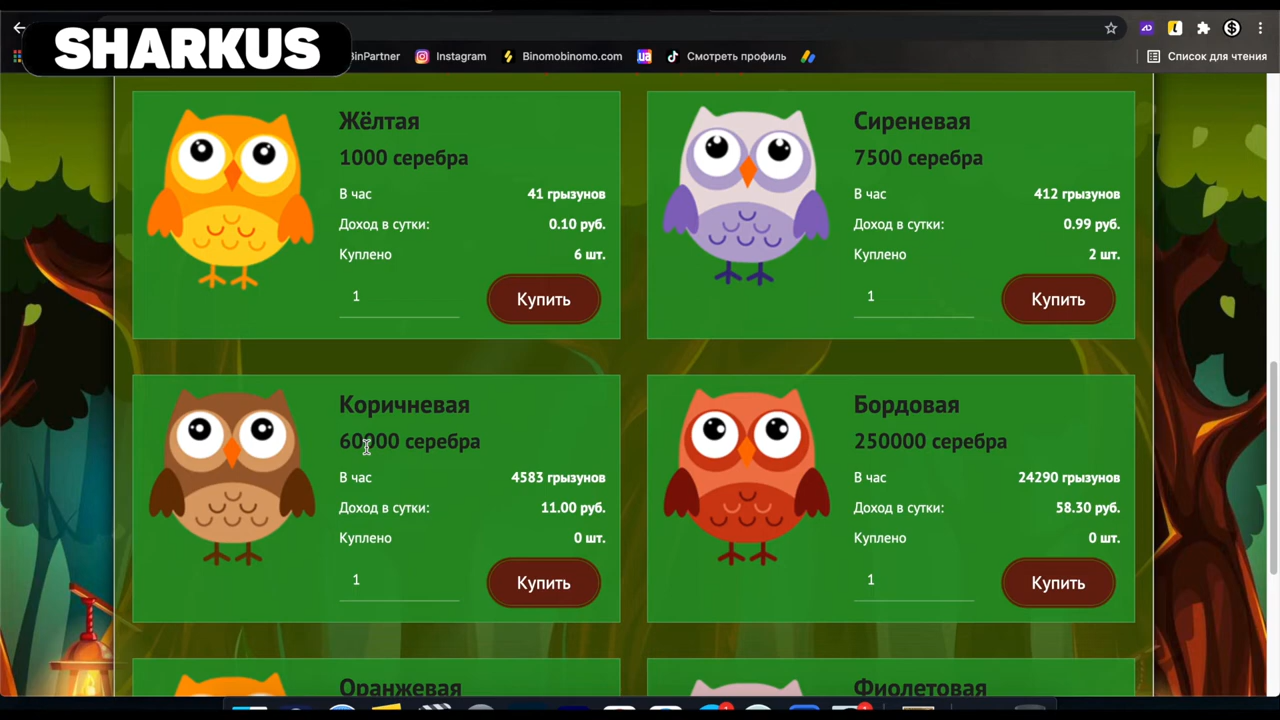 SHARKUS
BinPartner
Instagram
Binomobinomo.com
ua
Смотреть профиль
Список для чтения
Жёлтая
1000 серебра
В час 41 грызунов
Доход в сутки: 0.10 руб.
Куплено 6 шт.
1 Купить
Сиреневая
7500 серебра
В час 412 грызунов
Доход в сутки: 0.99 руб.
Куплено 2 шт.
1 Купить
Коричневая
60000 серебра
В час 4583 грызунов
Доход в сутки: 11.00 руб.
Куплено 0 шт.
1 Купить
Бордовая
250000 серебра
В час 24290 грызунов
Доход в сутки: 58.30 руб.
Куплено 0 шт.
1 Купить
Оранжевая
Фиолетовая